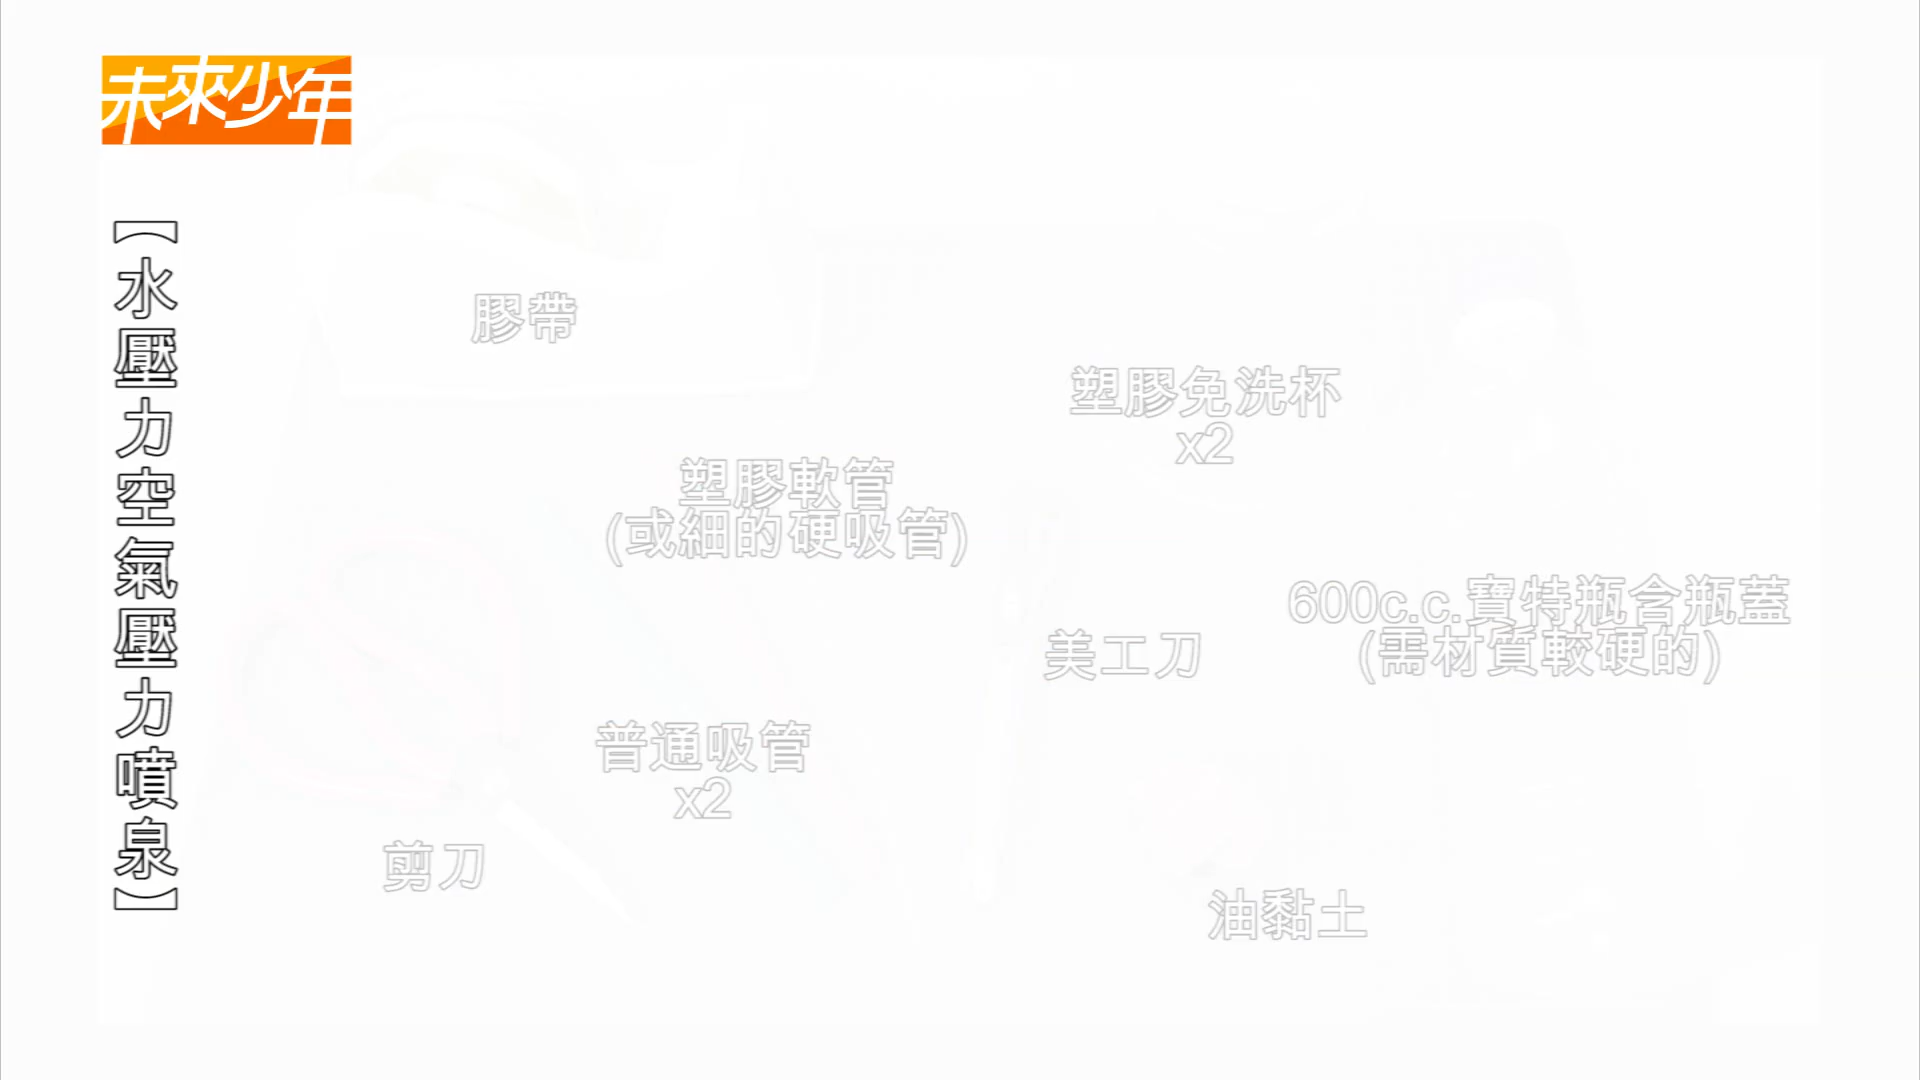 未來少年
【水壓力空氣壓力噴泉】
膠帶
塑膠免洗杯
x2
塑膠軟管
(或細的硬吸管)
600c.c.寶特瓶含瓶蓋
(需材質較硬的)
美工刀
普通吸管
x2
剪刀
油黏土